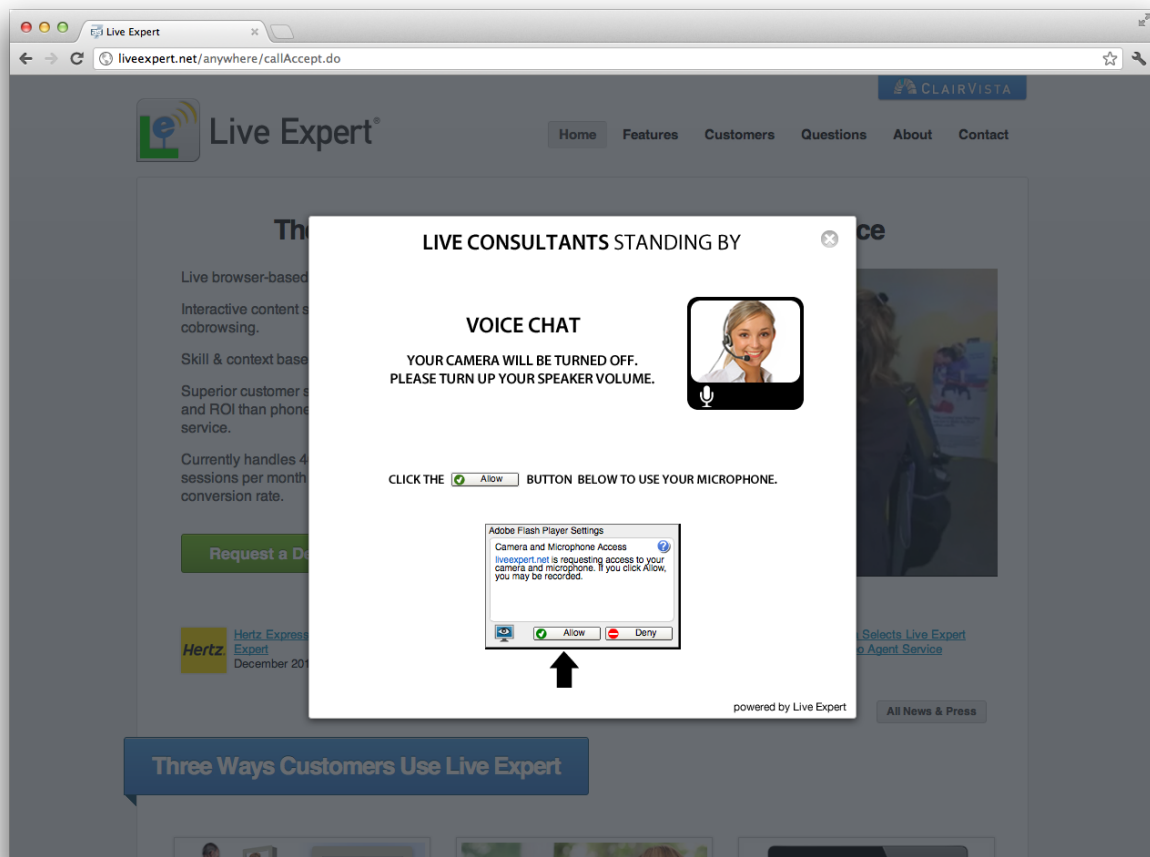 Live Expert
liveexpert.net/anywhere/callAccept.do
CLAIRVISTA
Live Expert®
Home Features Customers Questions About Contact
ce
LIVE CONSULTANTS STANDING BY
Live browser-based
Interactive content
cobrowsing.
Skill & context base
Superior customer
and ROI than phone
service.
Currently handles
sessions per month
conversion rate.
Request a
VOICE CHAT
YOUR CAMERA WILL BE TURNED OFF.
PLEASE TURN UP YOUR SPEAKER VOLUME.
CLICK THE Allow BUTTON BELOW TO USE YOUR MICROPHONE.
Adobe Flash Player Settings
Camera and Microphone Access ?
liveexpert.net is requesting access to your
camera and microphone. If you click Allow,
you may be recorded.
Allow Deny
powered by Live Expert
Hertz.
Hertz Express
Expert
December 201
Selects Live Expert
o Agent Service
All News & Press
Three Ways Customers Use Live Expert